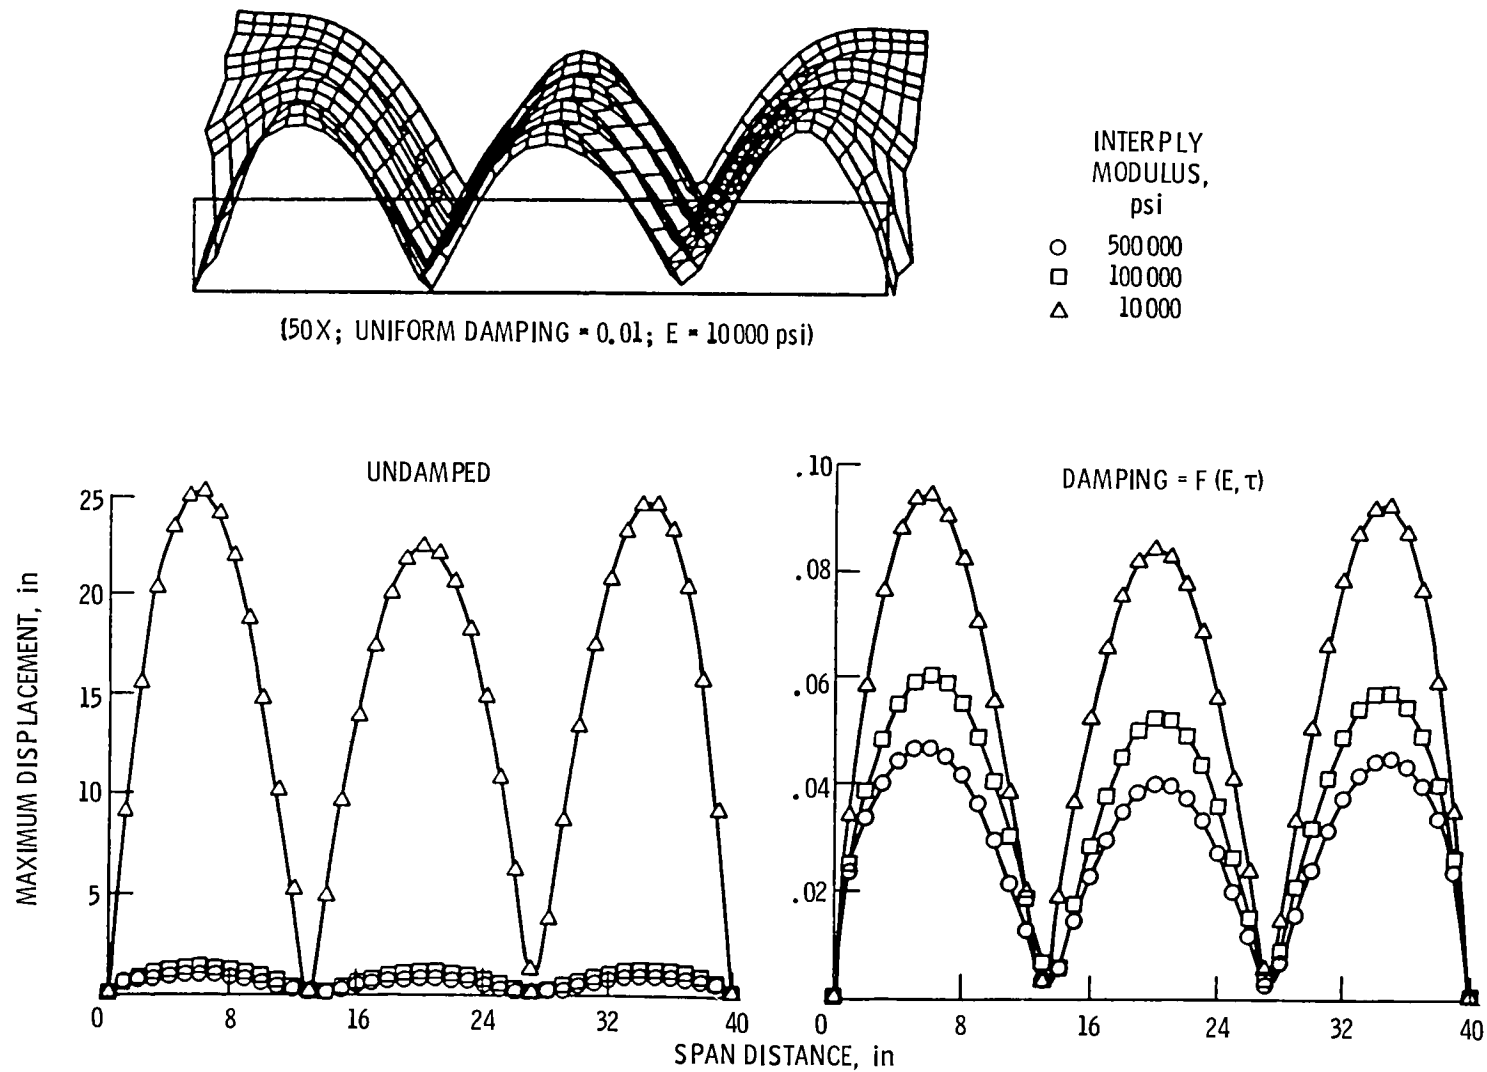 INTERPLY
MODULUS,
psi
500 000
100 000
10 000
(50X; UNIFORM DAMPING = 0.01; E = 10 000 psi)
UNDAMPED
DAMPING = F (E, τ)
MAXIMUM DISPLACEMENT, in
25
20
15
10
5
0 8 16 24 32 40
.10
.08
.06
.04
.02
0 8 16 24 32 40
SPAN DISTANCE, in